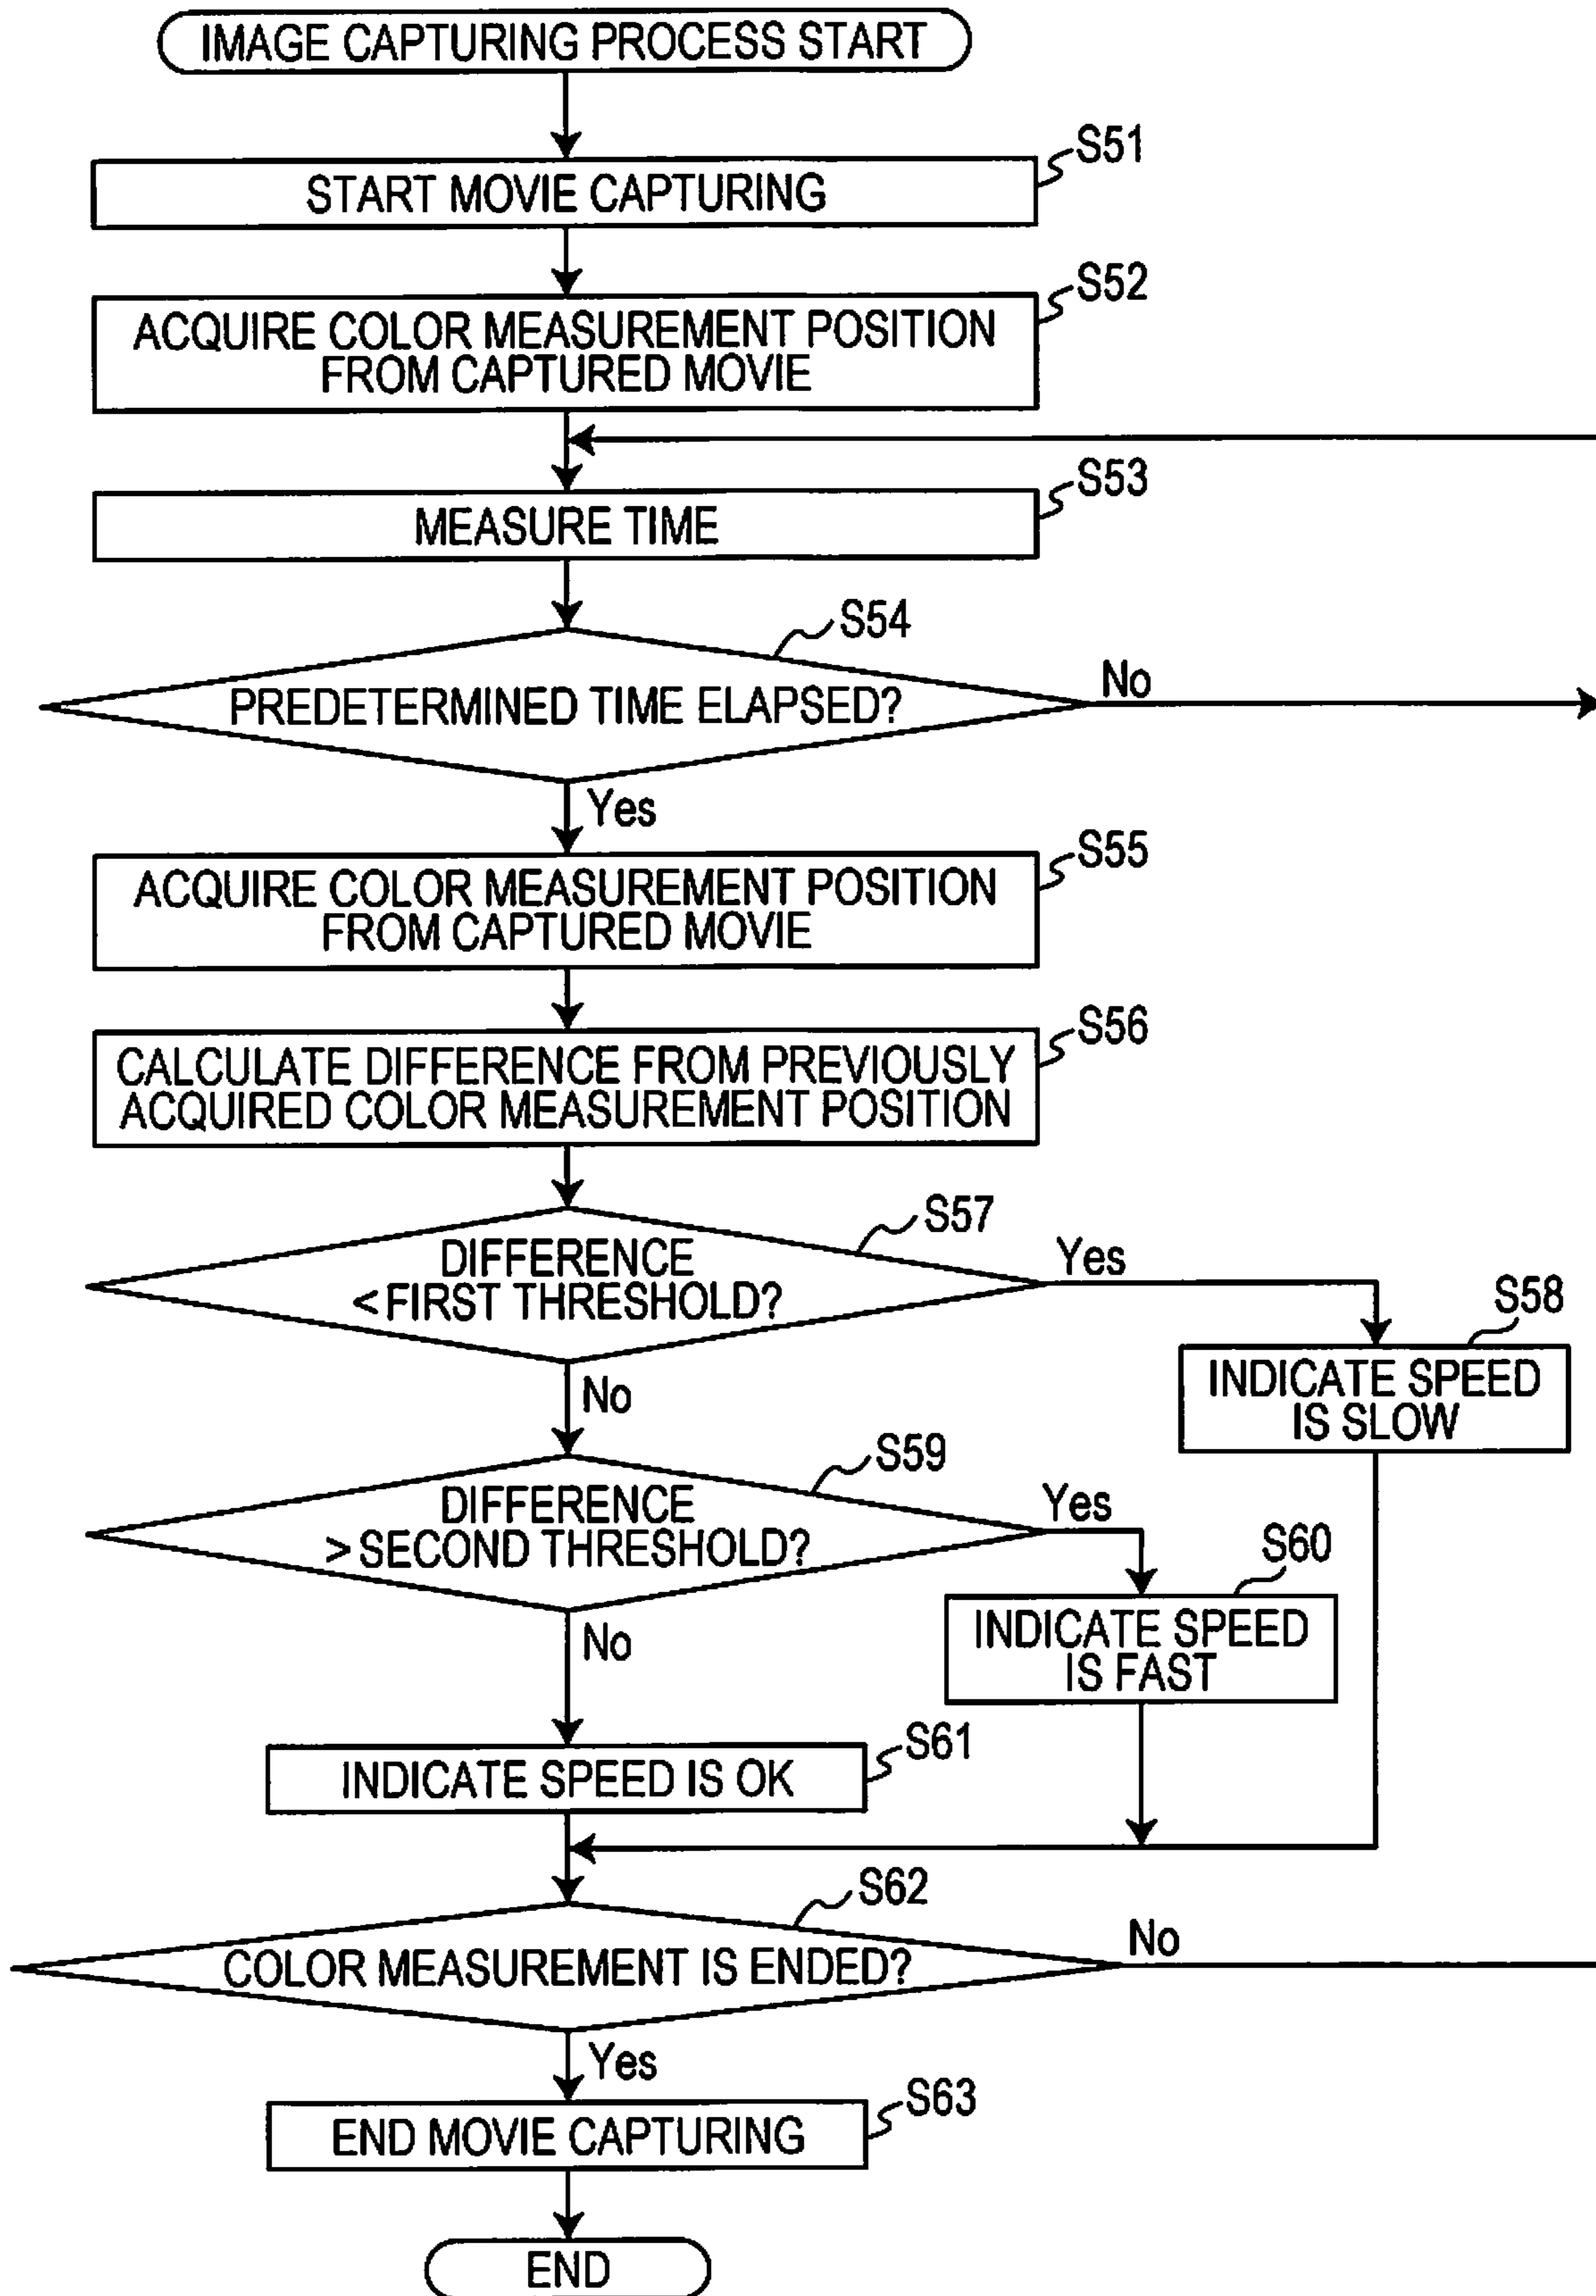 IMAGE CAPTURING PROCESS START
S51
START MOVIE CAPTURING
S52
ACQUIRE COLOR MEASUREMENT POSITION
FROM CAPTURED MOVIE
S53
MEASURE TIME
S54
PREDETERMINED TIME ELAPSED?
No
Yes
S55
ACQUIRE COLOR MEASUREMENT POSITION
FROM CAPTURED MOVIE
S56
CALCULATE DIFFERENCE FROM PREVIOUSLY
ACQUIRED COLOR MEASUREMENT POSITION
S57
DIFFERENCE
< FIRST THRESHOLD?
Yes
No
S58
INDICATE SPEED
IS SLOW
S59
DIFFERENCE
> SECOND THRESHOLD?
Yes
No
S60
INDICATE SPEED
IS FAST
S61
INDICATE SPEED IS OK
S62
COLOR MEASUREMENT IS ENDED?
No
Yes
S63
END MOVIE CAPTURING
END